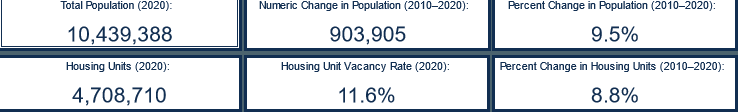 Total Population (2020): Numeric Change in Population (2010–2020): Percent Change in Population (2010–2020):
10,439,388 903,905 9.5%
Housing Units (2020): Housing Unit Vacancy Rate (2020): Percent Change in Housing Units (2010–2020):
4,708,710 11.6% 8.8%